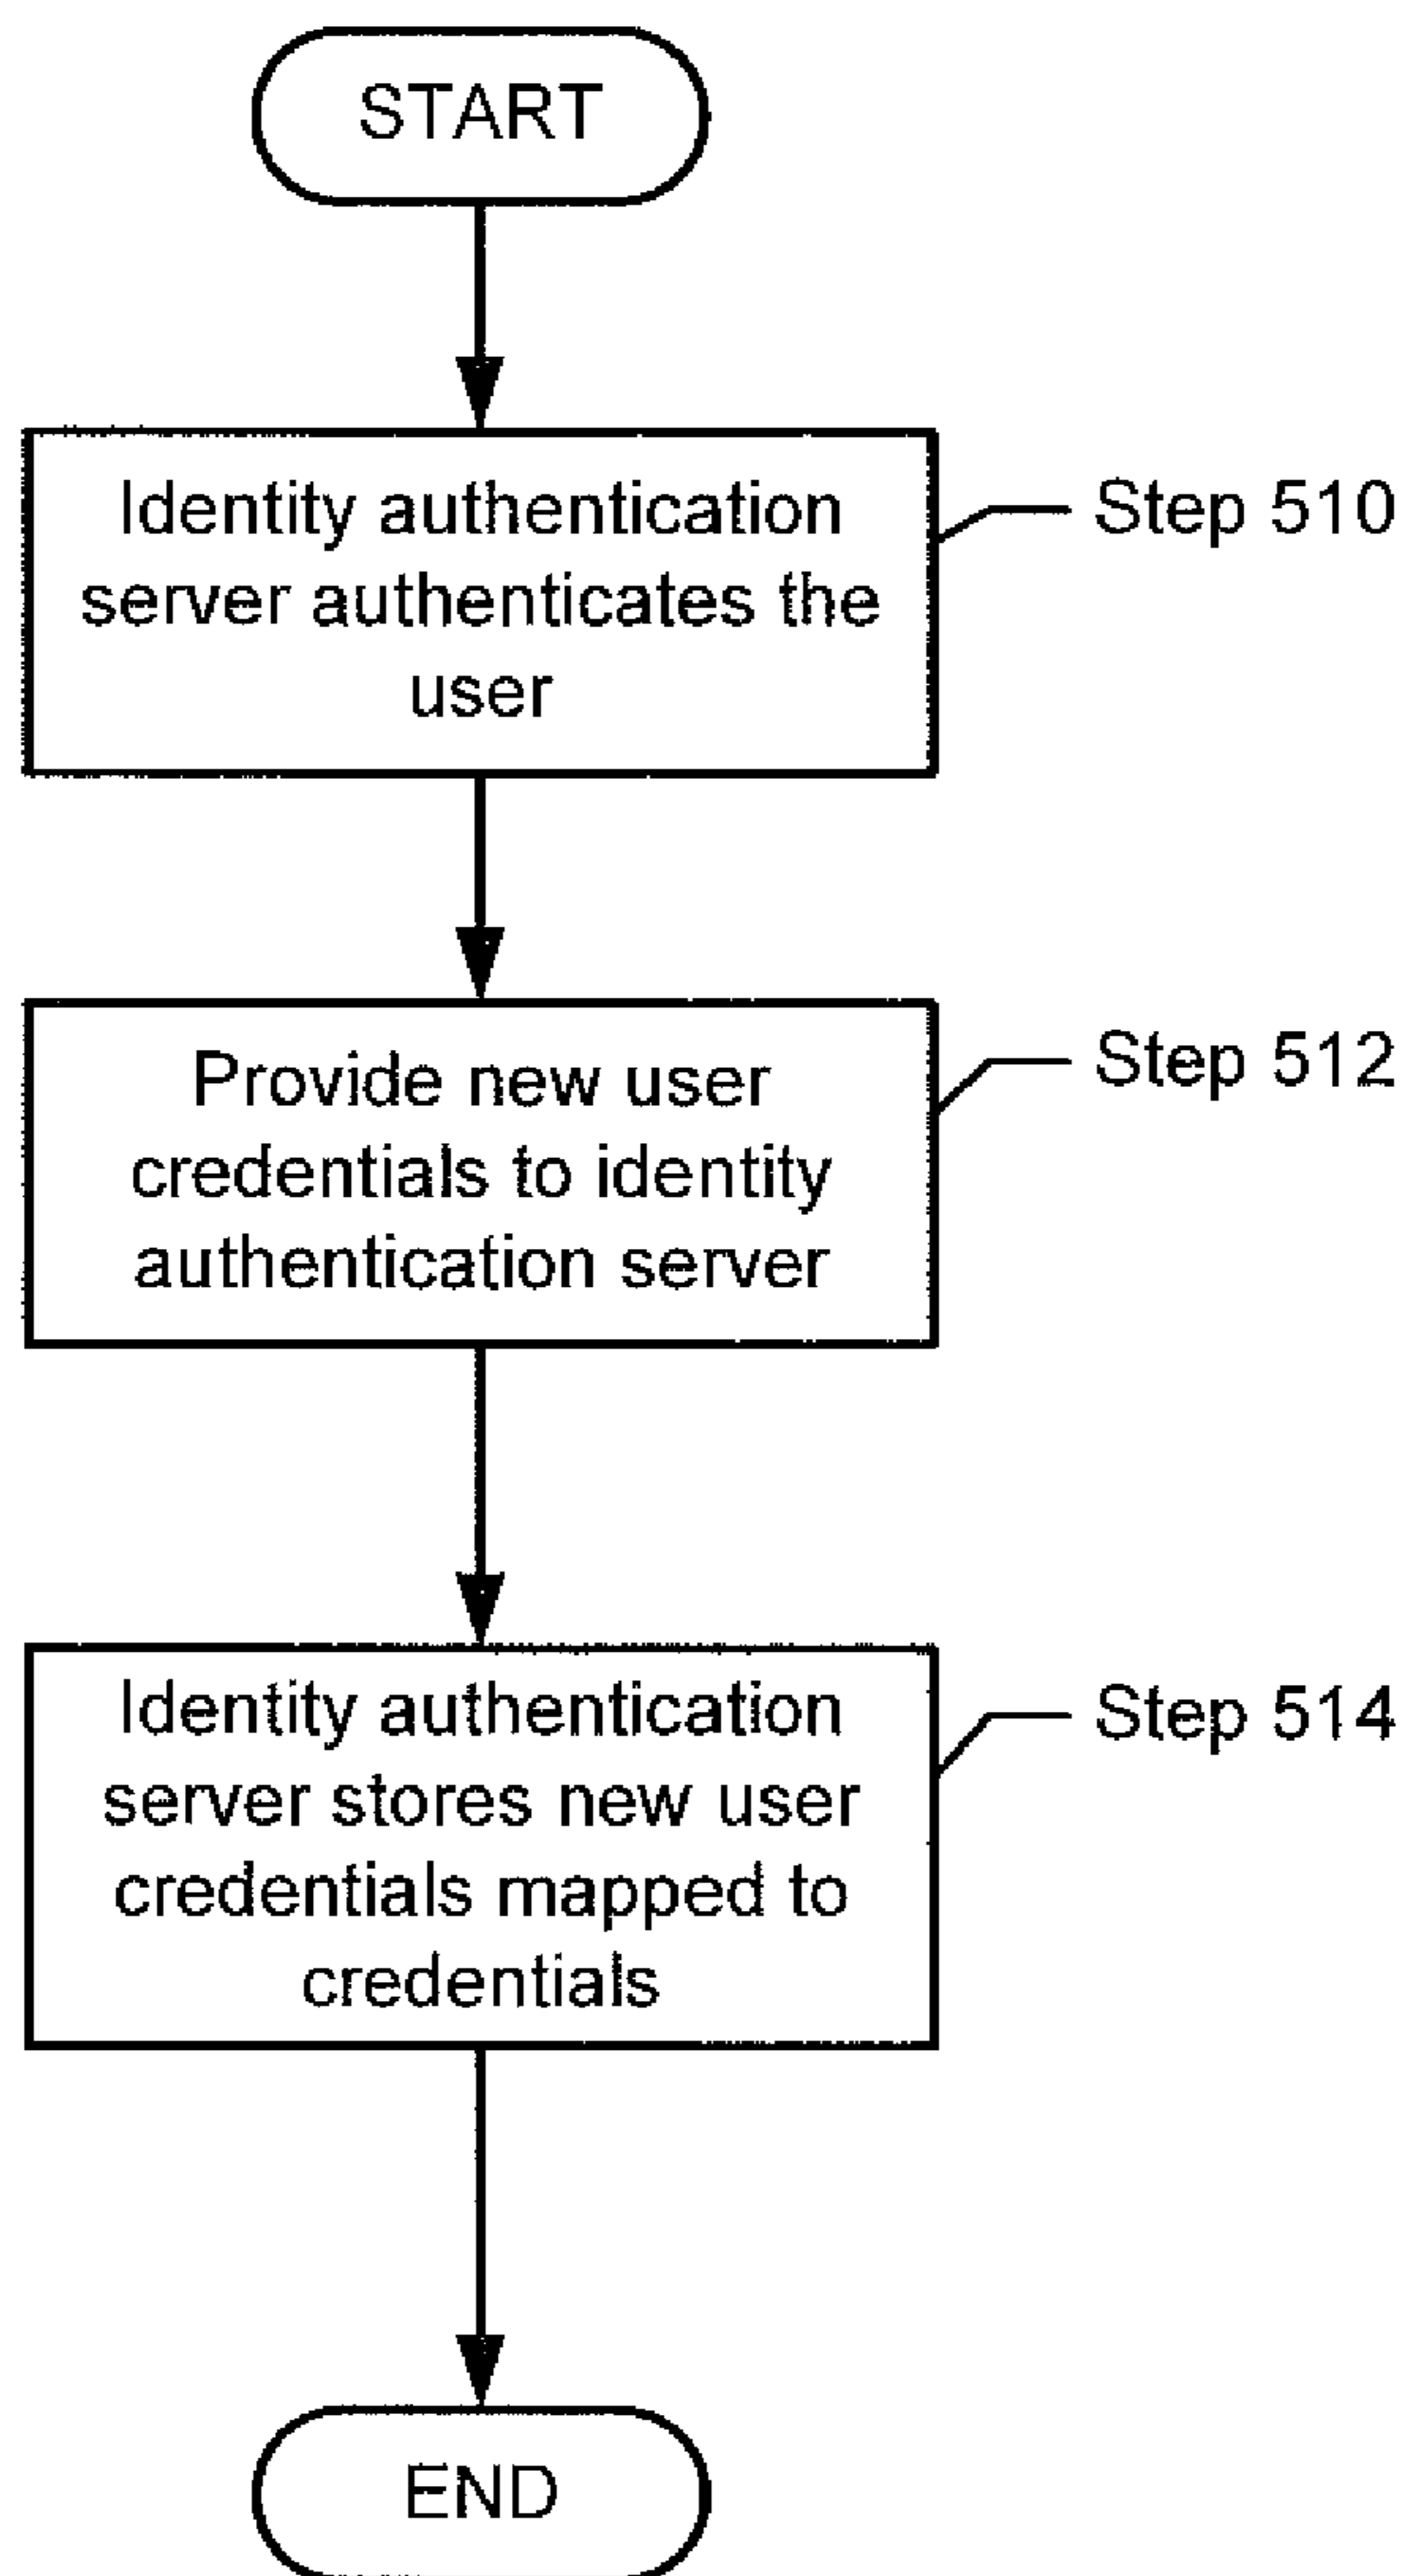 START
Identity authentication
server authenticates the
user
Step 510
Provide new user
credentials to identity
authentication server
Step 512
Identity authentication
server stores new user
credentials mapped to
credentials
Step 514
END